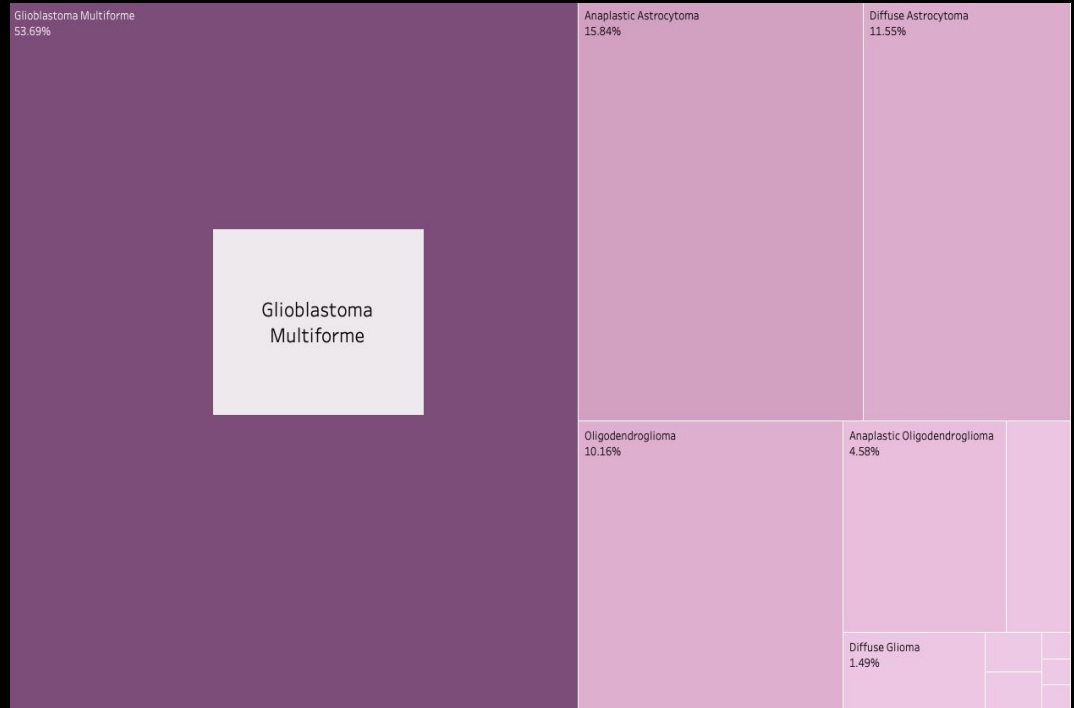 Glioblastoma Multiforme
53.69%
Glioblastoma
Multiforme
Anaplastic Astrocytoma
15.84%
Diffuse Astrocytoma
11.55%
Oligodendroglioma
10.16%
Anaplastic Oligodendroglioma
4.58%
Diffuse Glioma
1.49%